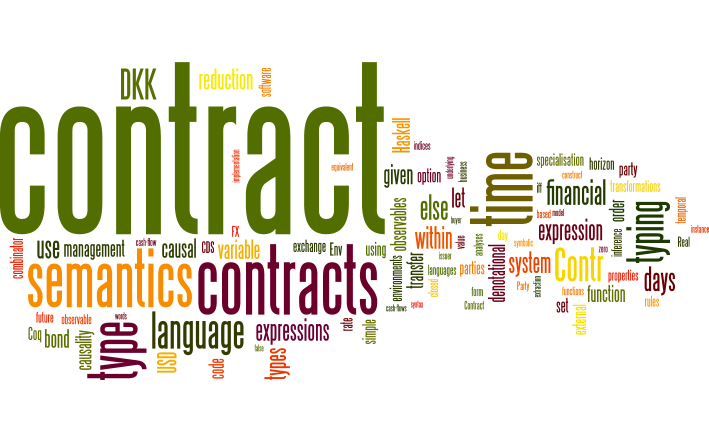 DKK
reduction
software
contract
Haskell
indices
implementation
equivalent
given
option
underlying
business
time
specialisation
horizon
party
construct
intr
financial
transformations
else
let
buyer
based
model
order
temporal
instance
combinator
use
management
cash-flow
causal
CDS
FX
variable
exchange
Env
using
observables
within
value
analyses
day
symbolic
expression
inference
typing
Real
semantics
contracts
environments
transfer
issuer
languages
closed
parties
denotational
system
zero
Contr
properties
days
cash-flows
syntax
form
Contract
Party
extraction
functions
function
set
external
rules
future
observable
words
Coq
bond
causality
type
language
USD
expressions
false
code
types
rate
simple